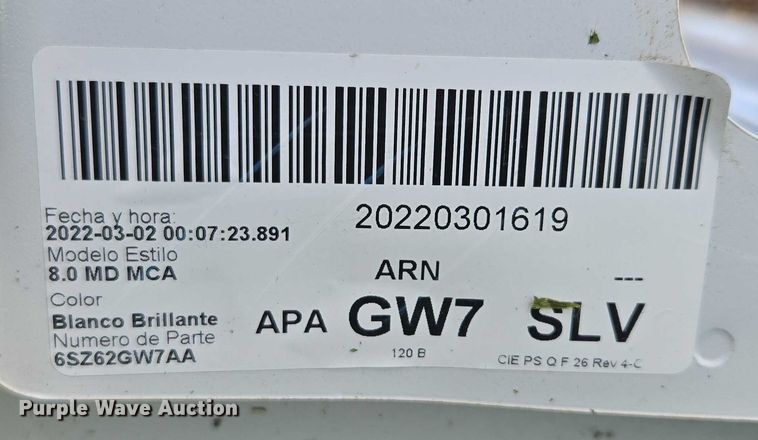 Fecha y hora:
20220301619
2022-03-02 00:07:23.891
Modelo Estilo
8.0 MD MCA
ARN
---
Color
Blanco Brillante
APA GW7 SLV
Numero de Parte
6SZ62GW7AA
120 B
CIE PS Q F 26 Rev 4-C
Purple Wave Auction